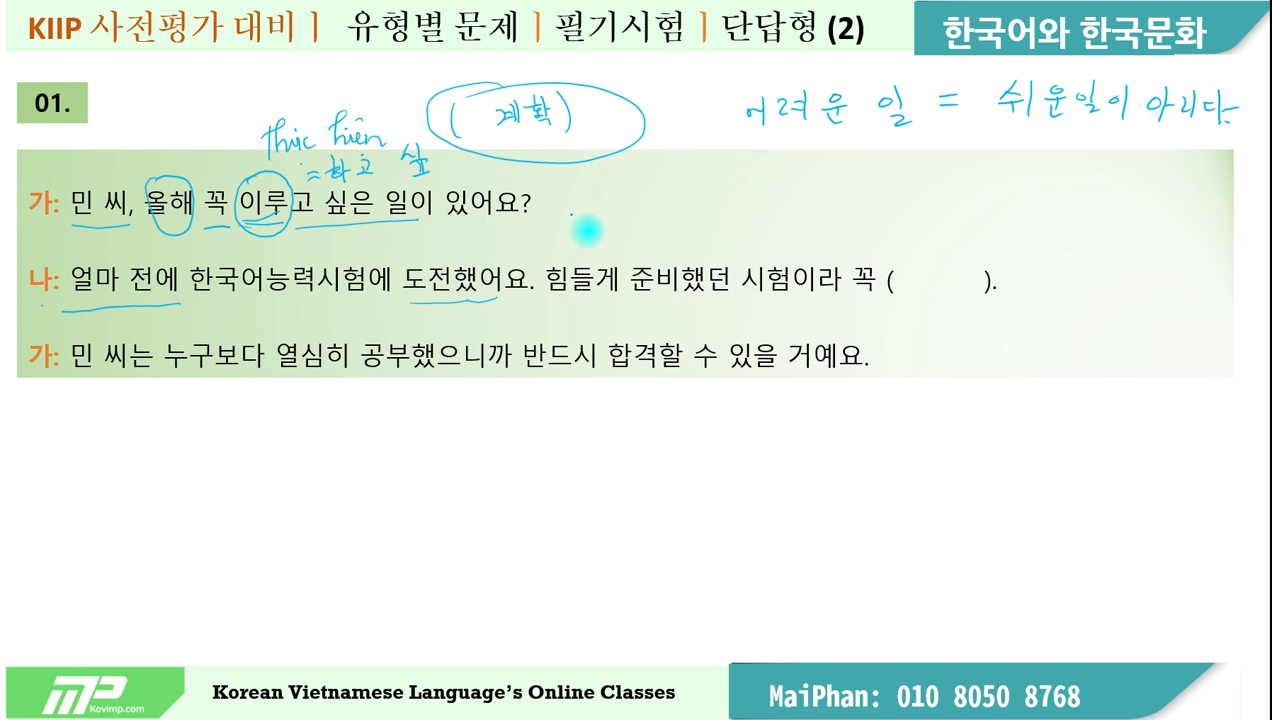 KIIP 사전평가 대비ㅣ 유형별 문제ㅣ필기시험ㅣ단답형 (2)
한국어와 한국문화
01.
(계획)
어려운 일 = 쉬운일이 아니다.
thực hiện
= 하고 싶
가: 민 씨, 올해 꼭 이루고 싶은 일이 있어요?
나: 얼마 전에 한국어능력시험에 도전했어요. 힘들게 준비했던 시험이라 꼭 ( ).
가: 민 씨는 누구보다 열심히 공부했으니까 반드시 합격할 수 있을 거예요.
MP
Kovimp.com
Korean Vietnamese Language's Online Classes
MaiPhan: 010 8050 8768